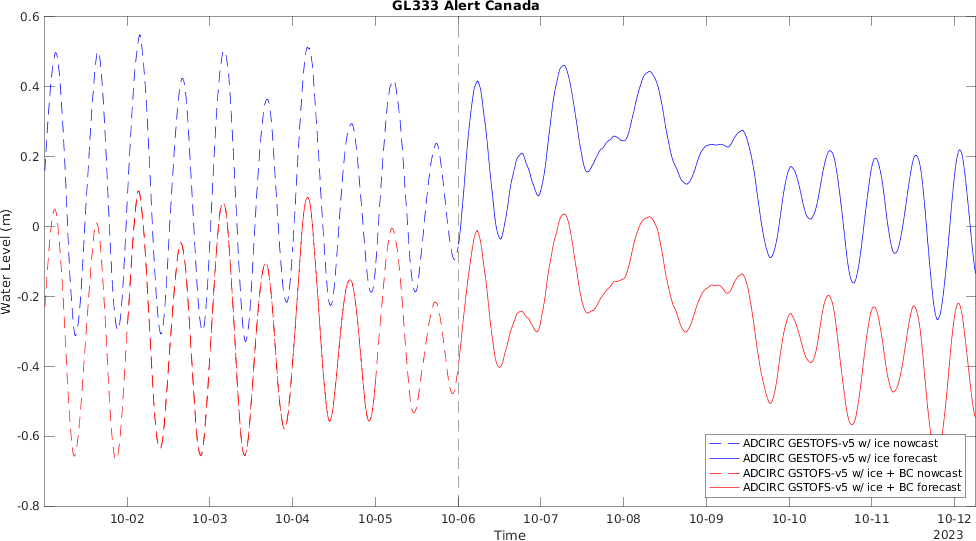 GL333 Alert Canada
0.6
0.4
0.2
0
-0.2
-0.4
-0.6
-0.8
Water Level (m)
ADCIRC GESTOFS-v5 w/ ice nowcast
ADCIRC GESTOFS-v5 w/ ice forecast
ADCIRC GSTOFS-v5 w/ ice + BC nowcast
ADCIRC GSTOFS-v5 w/ ice + BC forecast
10-02 10-03 10-04 10-05 10-06 10-07 10-08 10-09 10-10 10-11 10-12
Time
2023